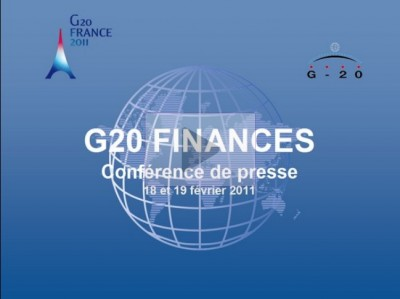 G20
FRANCE
2011
G-20
G20 FINANCES
Conférence de presse
18 et 19 février 2011